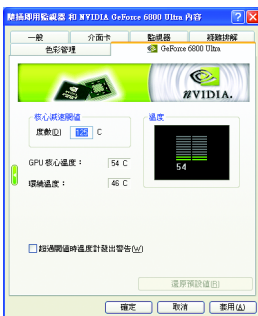 隨插即用監視器 和 NVIDIA GeForce 6800 Ultra 內容
一般
介面卡
監視器
疑難排解
色彩管理
GeForce 6800 Ultra
NVIDIA.
核心減速閥值
度數(D) 125 C
溫度
54
GPU 核心溫度： 54 C
環境溫度： 46 C
超過閥值時溫度計發出警告(W)
還原預設值(E)
確定
取消
套用(A)